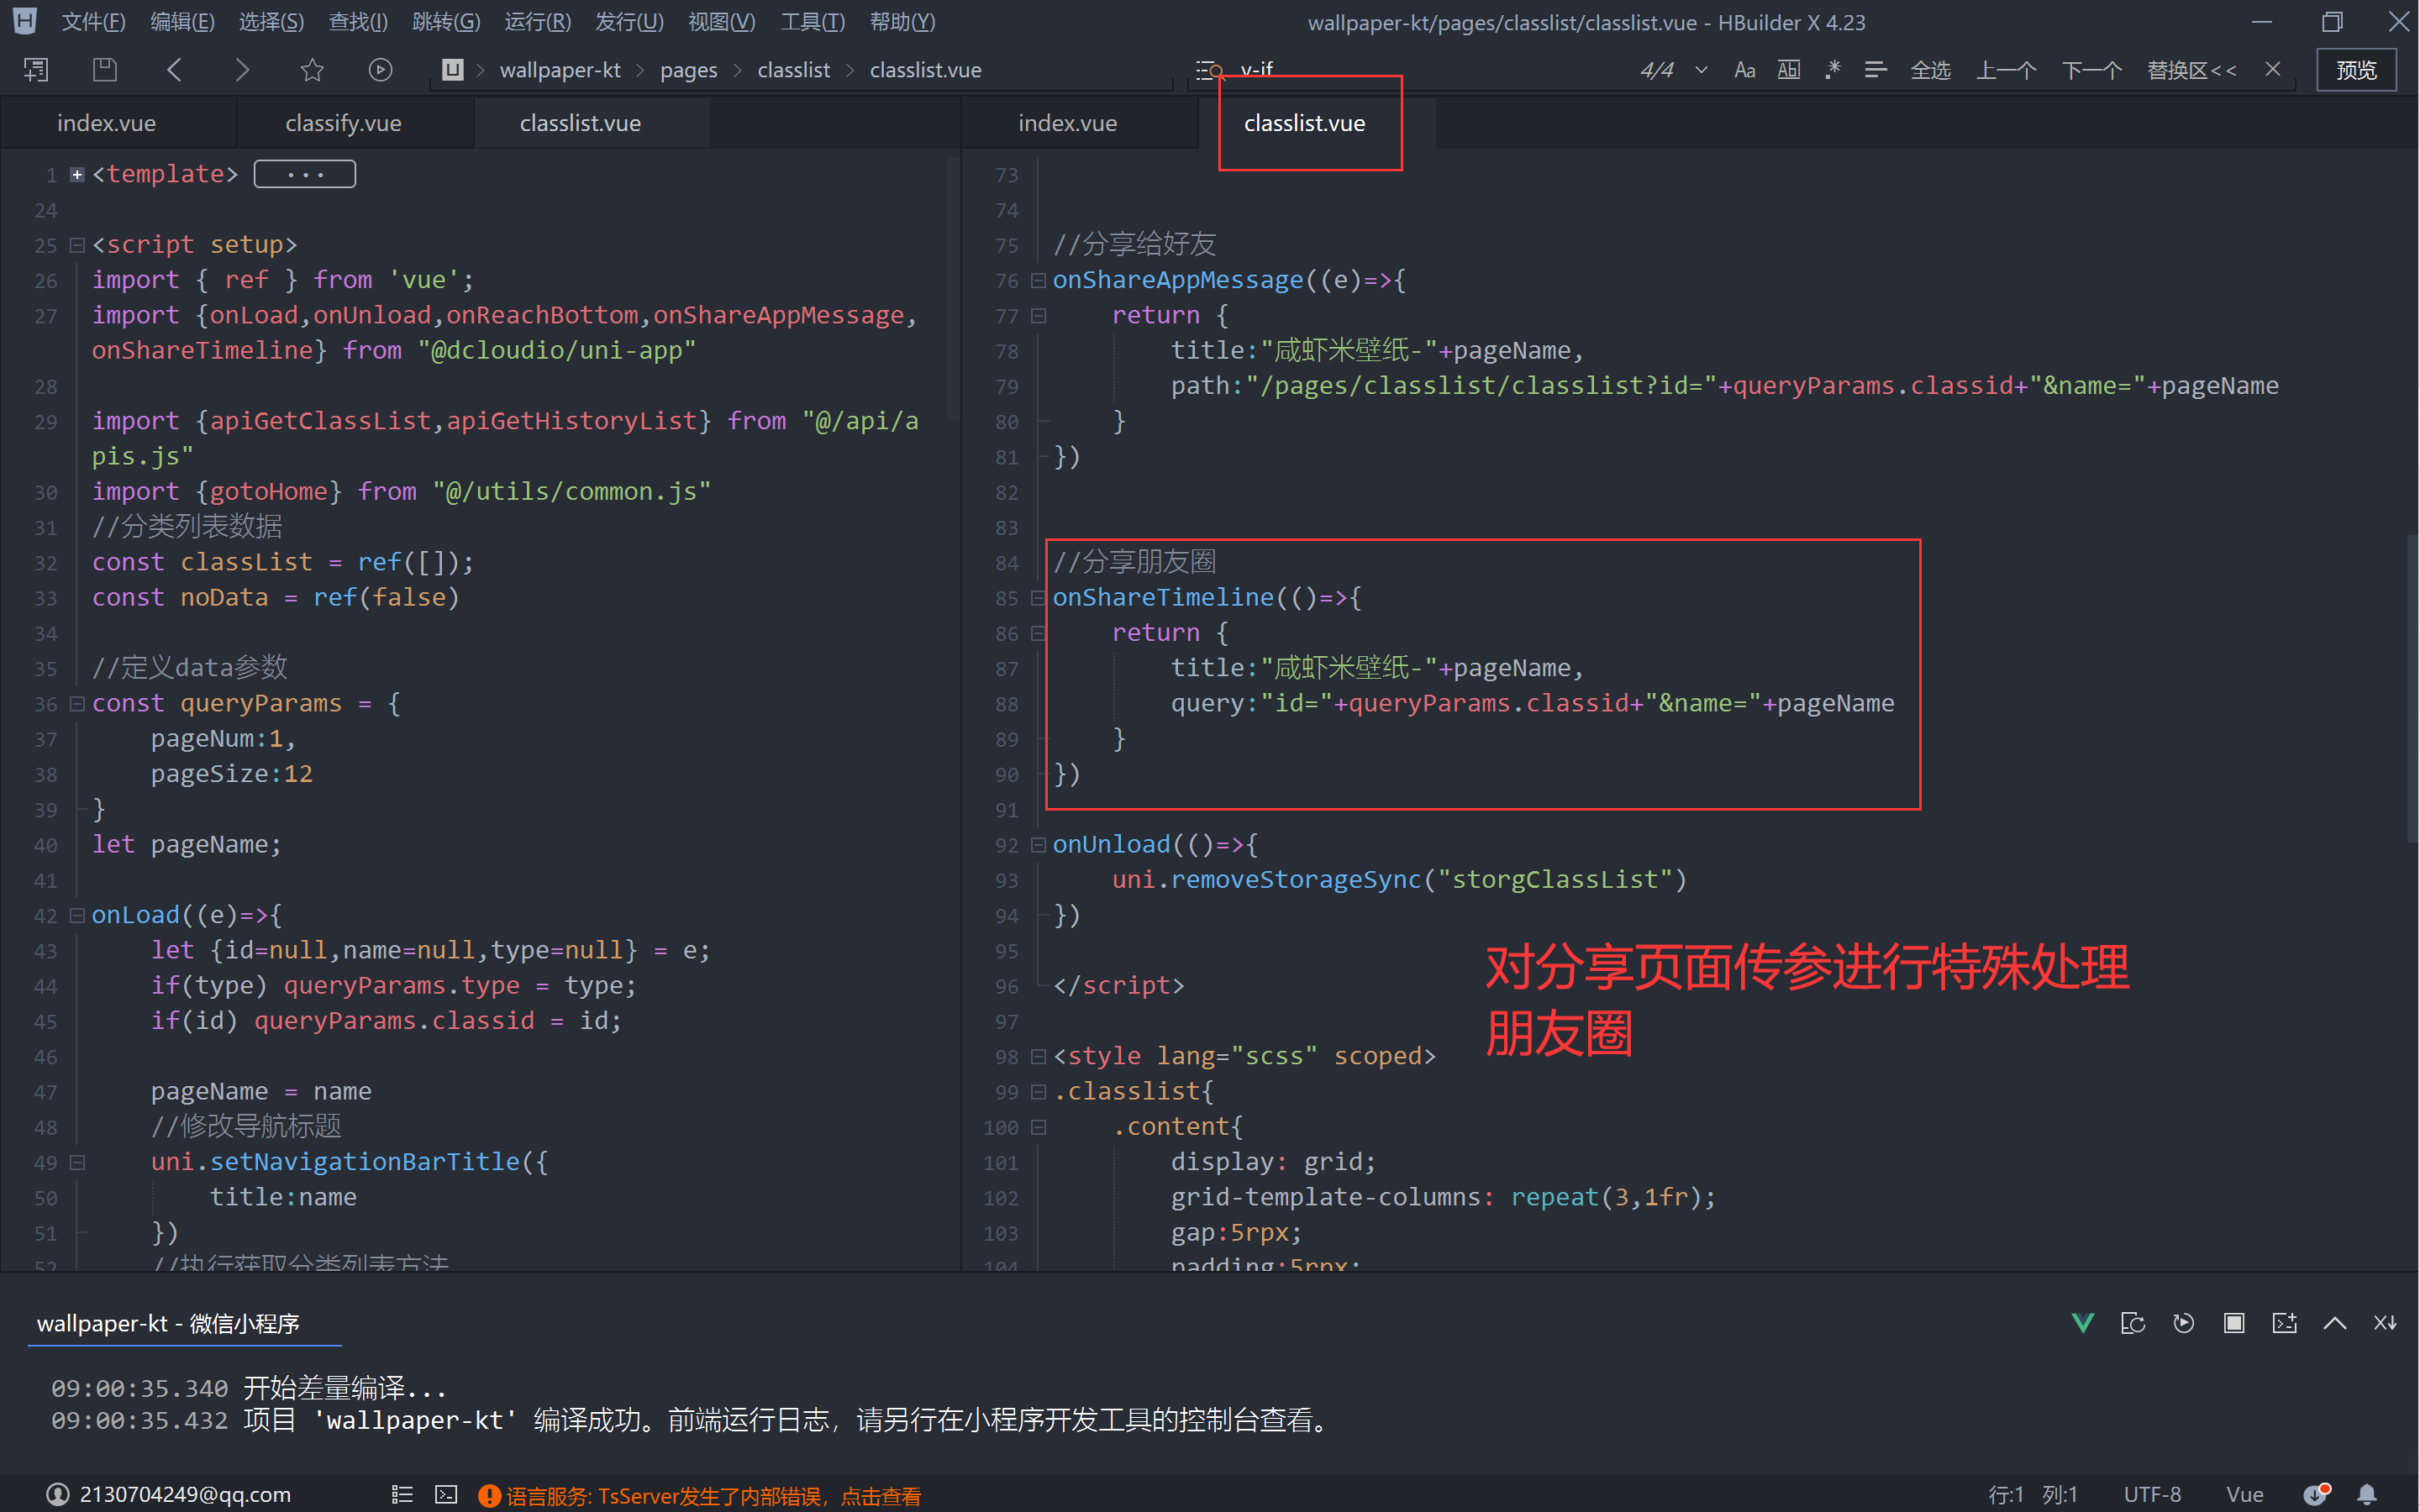 文件(F) 编辑(E) 选择(S) 查找(I) 跳转(G) 运行(R) 发行(U) 视图(V) 工具(T) 帮助(Y)
wallpaper-kt/pages/classlist/classlist.vue - HBuilder X 4.23
wallpaper-kt pages classlist classlist.vue
v-if 4/4 Aa Ab .* 全选 上一个 下一个 替换区<< 预览
index.vue classify.vue classlist.vue
1 <template> ...
24
25 <script setup>
26 import { ref } from 'vue';
27 import {onLoad,onUnload,onReachBottom,onShareAppMessage,
onShareTimeline} from "@dcloudio/uni-app"
28
29 import {apiGetClassList,apiGetHistoryList} from "@/api/a
pis.js"
30 import {gotoHome} from "@/utils/common.js"
31 //分类列表数据
32 const classList = ref([]);
33 const noData = ref(false)
34
35 //定义data参数
36 const queryParams = {
37 pageNum:1,
38 pageSize:12
39 }
40 let pageName;
41
42 onLoad((e)=>{
43 let {id=null,name=null,type=null} = e;
44 if(type) queryParams.type = type;
45 if(id) queryParams.classid = id;
46
47 pageName = name
48 //修改导航标题
49 uni.setNavigationBarTitle({
50 title:name
51 })
52 //执行获取分类列表方法
index.vue classlist.vue
73
74
75 //分享给好友
76 onShareAppMessage((e)=>{
77 return {
78 title:"咸虾米壁纸-"+pageName,
79 path:"/pages/classlist/classlist?id="+queryParams.classid+"&name="+pageName
80 }
81 })
82
83
84 //分享朋友圈
85 onShareTimeline(()=>{
86 return {
87 title:"咸虾米壁纸-"+pageName,
88 query:"id="+queryParams.classid+"&name="+pageName
89 }
90 })
91
92 onUnload(()=>{
93 uni.removeStorageSync("storgClassList")
94 })
95
96 </script>
97
98 <style lang="scss" scoped>
99 .classlist{
100 .content{
101 display: grid;
102 grid-template-columns: repeat(3,1fr);
103 gap:5rpx;
104 padding:5rpx;
对分享页面传参进行特殊处理
朋友圈
wallpaper-kt - 微信小程序
09:00:35.340 开始差量编译...
09:00:35.432 项目 'wallpaper-kt' 编译成功。前端运行日志，请另行在小程序开发工具的控制台查看。
2130704249@qq.com 语言服务: TsServer发生了内部错误，点击查看 行:1 列:1 UTF-8 Vue